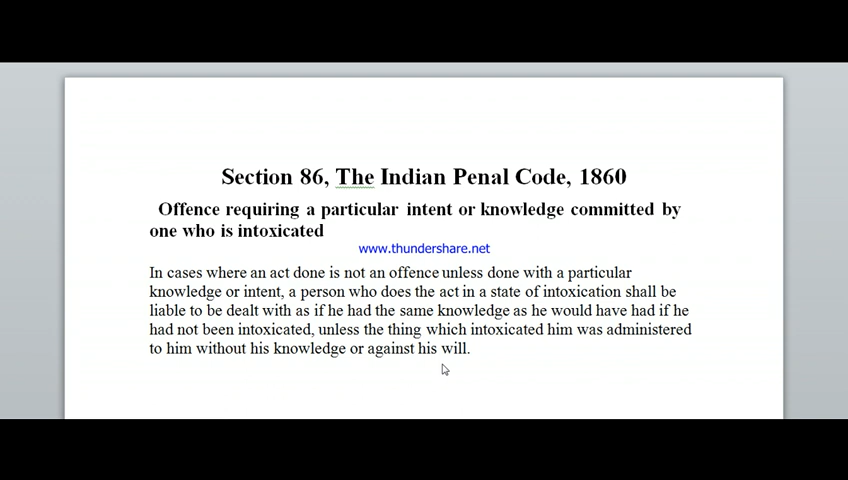 Section 86, The Indian Penal Code, 1860
Offence requiring a particular intent or knowledge committed by
one who is intoxicated
www.thundershare.net
In cases where an act done is not an offence unless done with a particular
knowledge or intent, a person who does the act in a state of intoxication shall be
liable to be dealt with as if he had the same knowledge as he would have had if he
had not been intoxicated, unless the thing which intoxicated him was administered
to him without his knowledge or against his will.